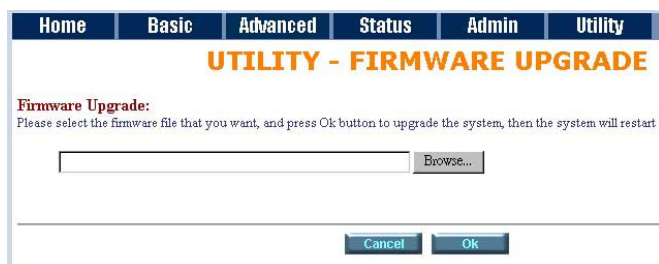 Home Basic Advanced Status Admin Utility
UTILITY - FIRMWARE UPGRADE
Firmware Upgrade:
Please select the firmware file that you want, and press Ok button to upgrade the system, then the system will restart
Browse...
Cancel Ok